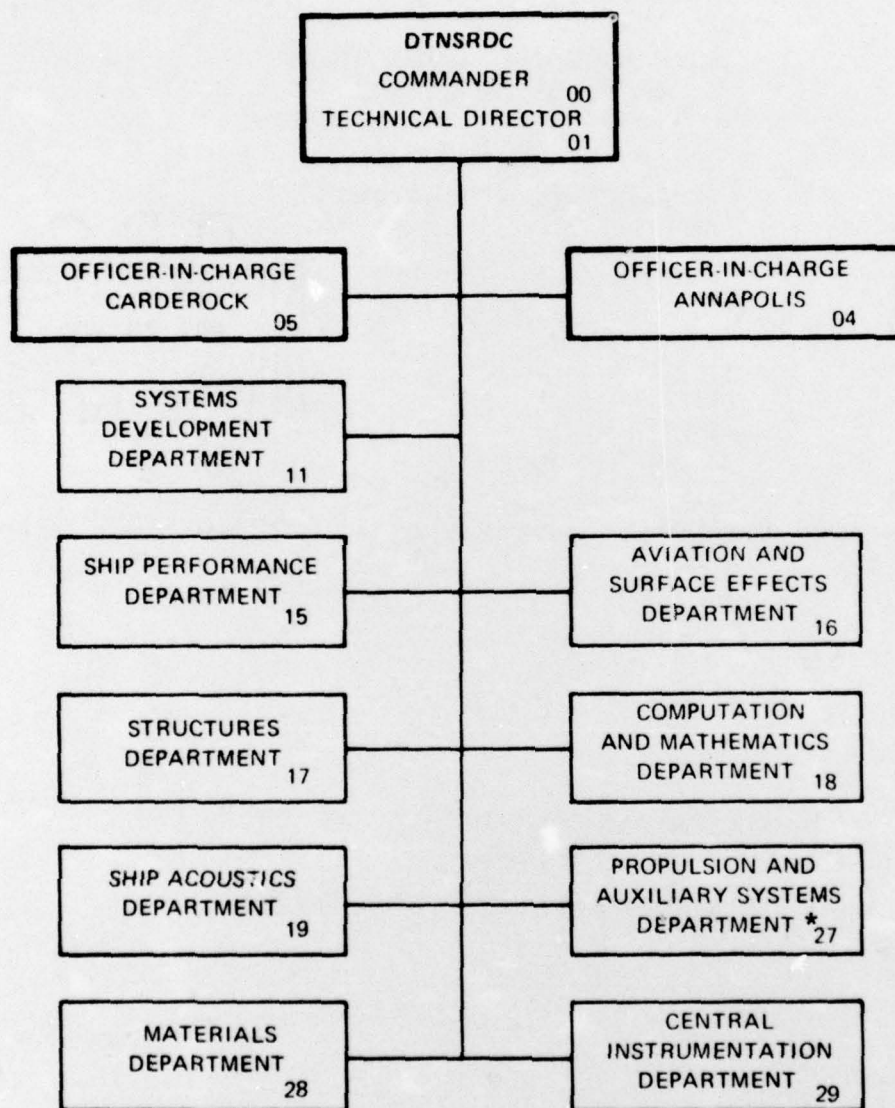 DTNSRDC
COMMANDER
00
TECHNICAL DIRECTOR
01
OFFICER-IN-CHARGE
CARDEROCK
05
OFFICER-IN-CHARGE
ANNAPOLIS
04
SYSTEMS
DEVELOPMENT
DEPARTMENT
11
SHIP PERFORMANCE
DEPARTMENT
15
AVIATION AND
SURFACE EFFECTS
DEPARTMENT
16
STRUCTURES
DEPARTMENT
17
COMPUTATION
AND MATHEMATICS
DEPARTMENT
18
SHIP ACOUSTICS
DEPARTMENT
19
PROPULSION AND
AUXILIARY SYSTEMS
DEPARTMENT *
27
MATERIALS
DEPARTMENT
28
CENTRAL
INSTRUMENTATION
DEPARTMENT
29